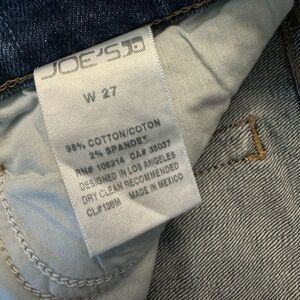 JOE'S
W 27
98% COTTON/COTON
2% SPANDEX
RN# 106214 CA# 35037
DESIGNED IN LOS ANGELES
DRY CLEAN RECOMMENDED
CL#138M MADE IN MEXICO